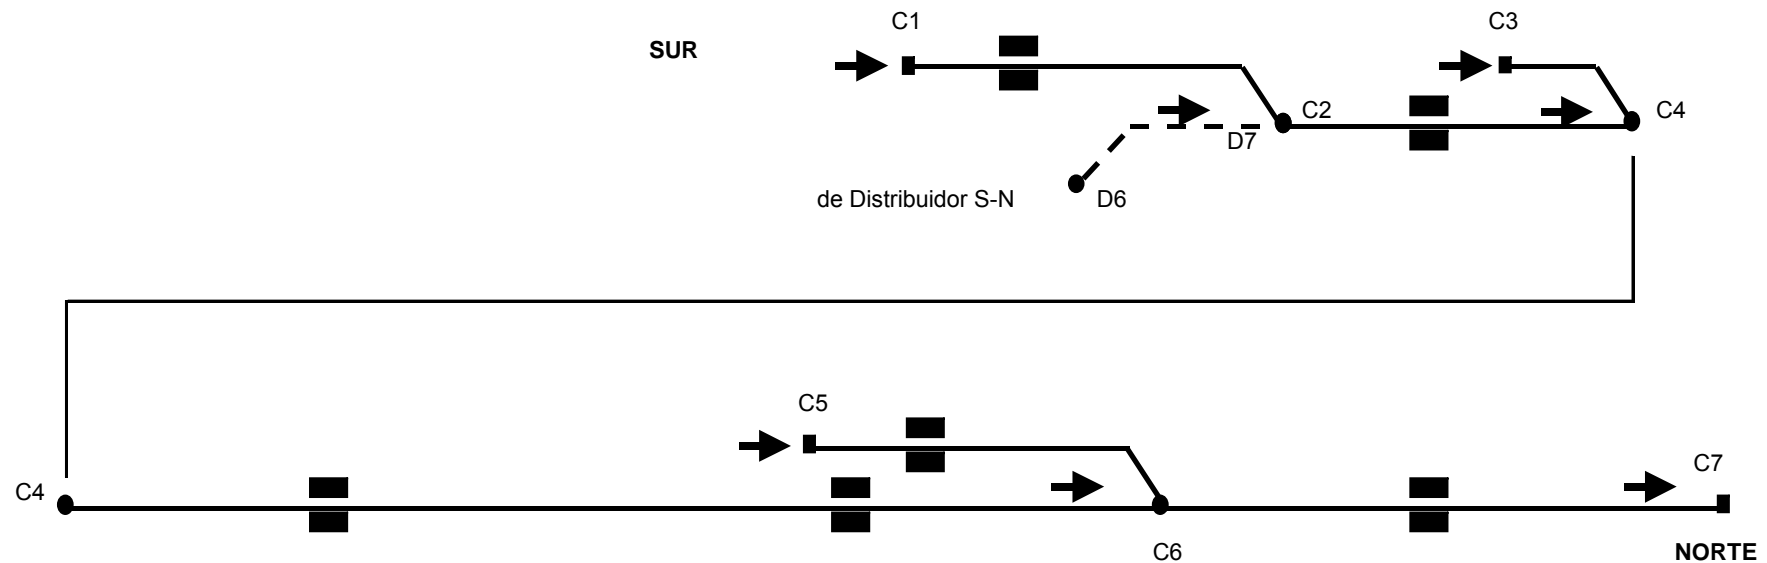 C1
C3
SUR
C2
C4
D7
de Distribuidor S-N
D6
C5
C7
C4
C6
NORTE